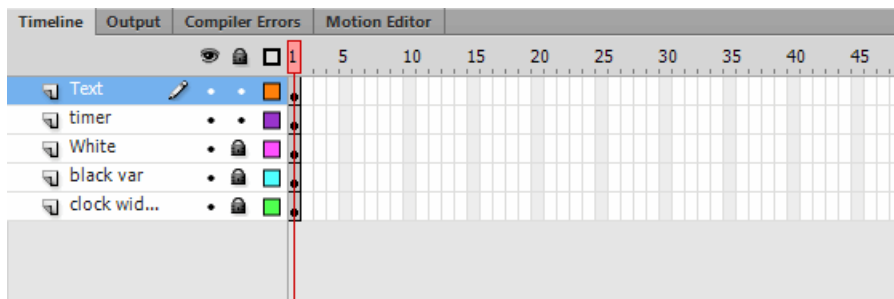 Timeline Output Compiler Errors Motion Editor
1 5 10 15 20 25 30 35 40 45
Text
timer
White
black var
clock wid...